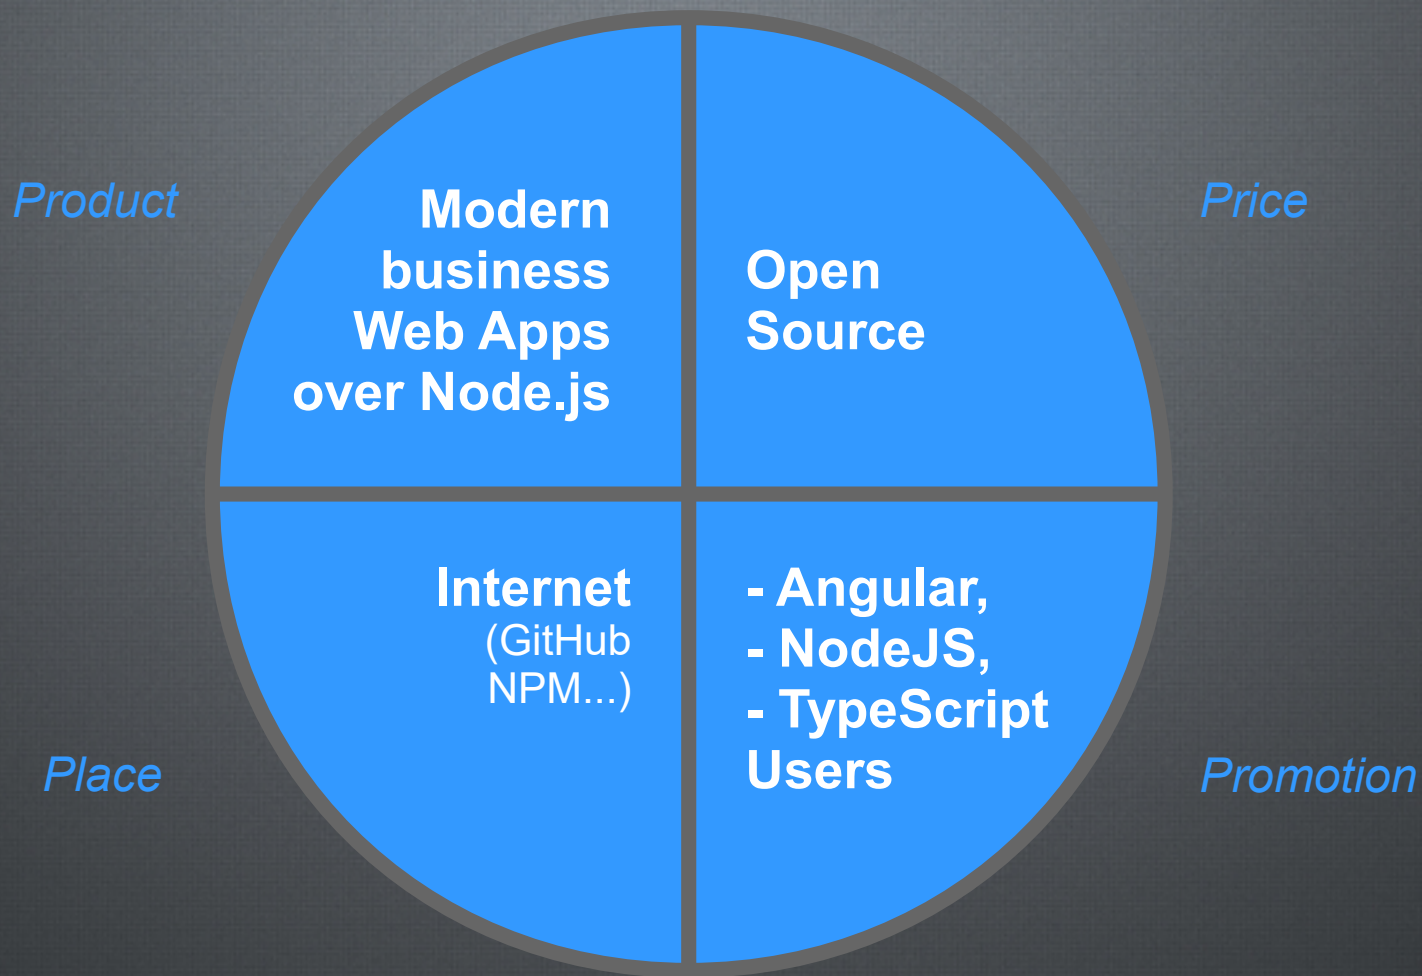 Product
Modern
business
Web Apps
over Node.js
Price
Open
Source
Place
Internet
(GitHub
NPM...)
- Angular,
- NodeJS,
- TypeScript
Users
Promotion